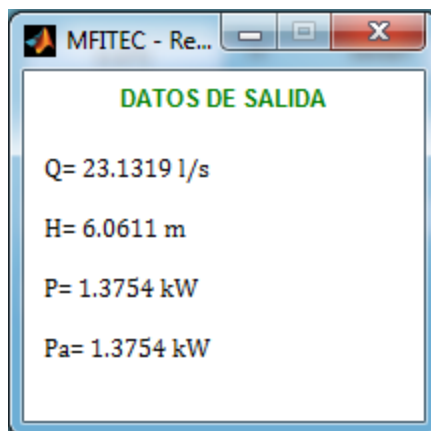 MFITEC - Re...
DATOS DE SALIDA
Q= 23.1319 l/s
H= 6.0611 m
P= 1.3754 kW
Pa= 1.3754 kW